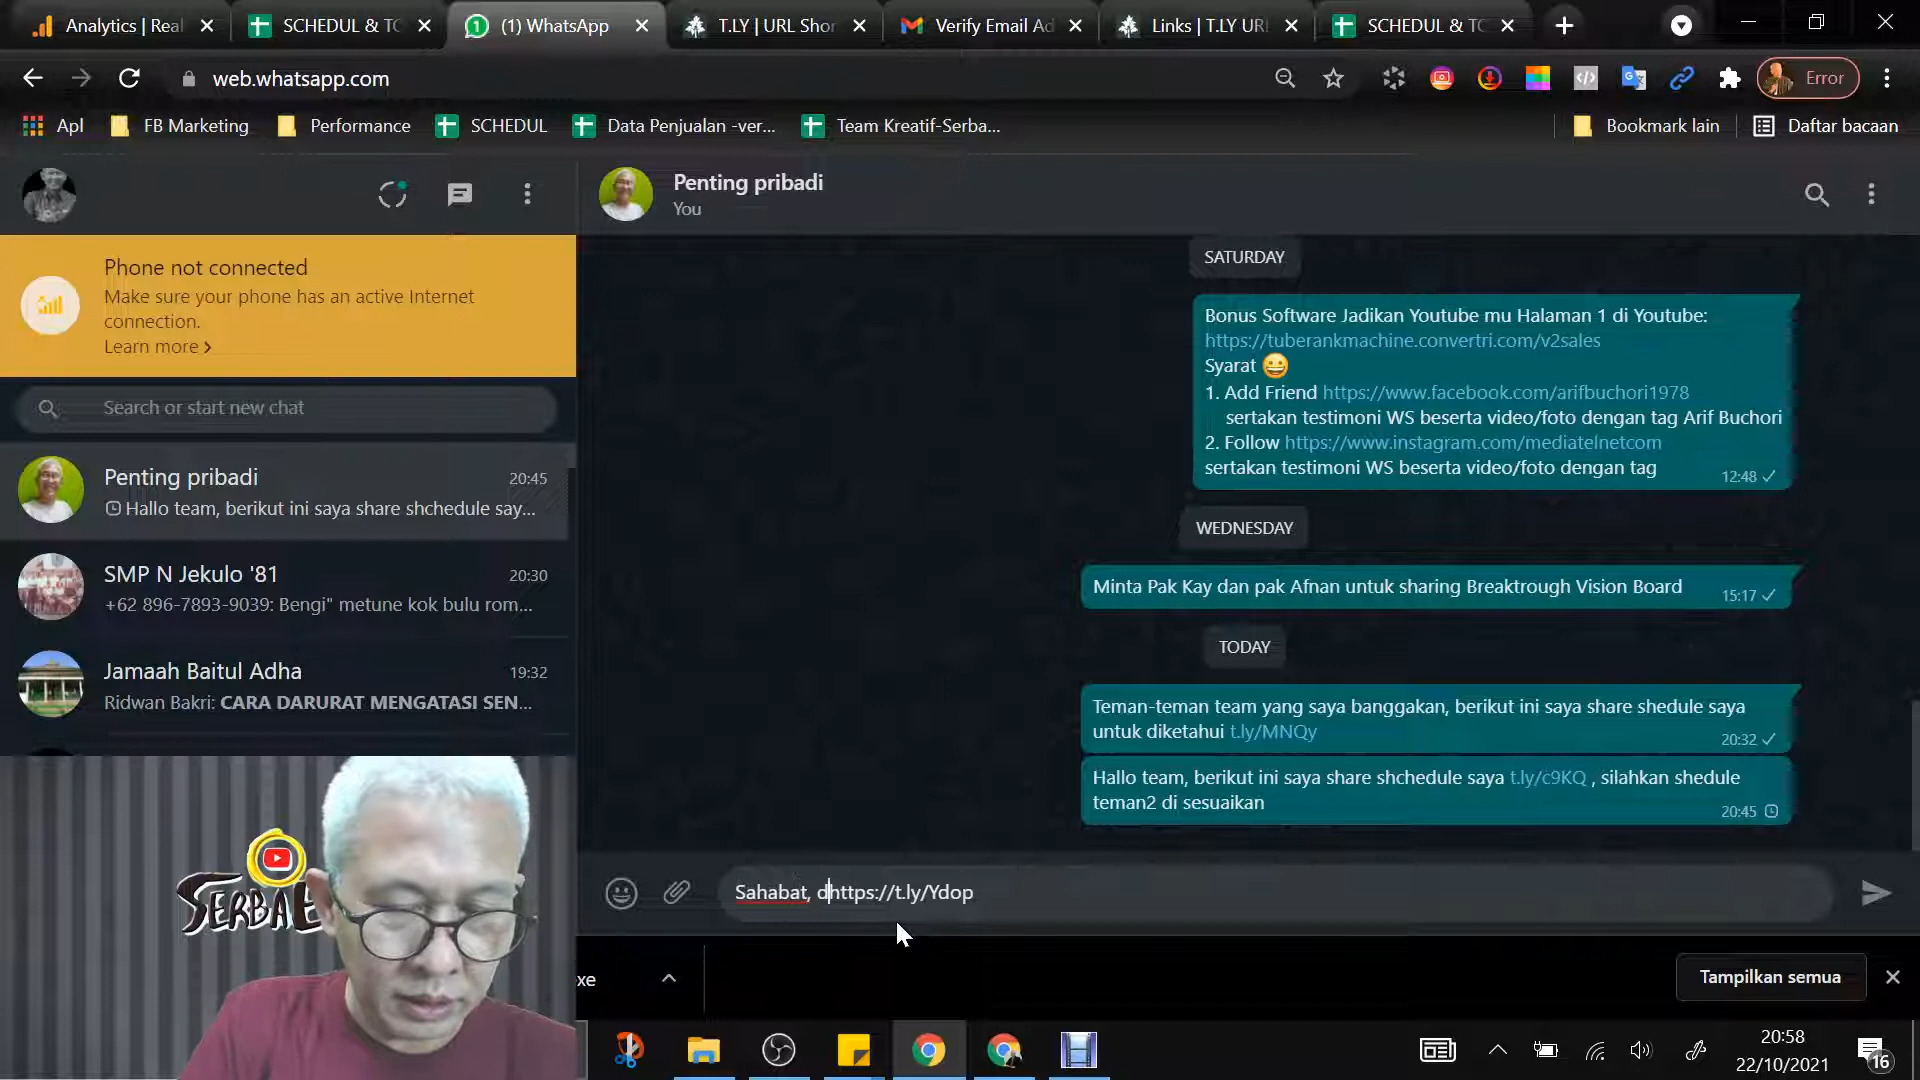 Analytics | Real
SCHEDUL & TC
(1) WhatsApp
T.LY | URL Shor
Verify Email Ad
Links | T.LY UR
SCHEDUL & TC
web.whatsapp.com
Error
Apl
FB Marketing
Performance
SCHEDUL
Data Penjualan -ver...
Team Kreatif-Serba...
Bookmark lain
Daftar bacaan
Phone not connected
Make sure your phone has an active Internet
connection.
Learn more
Search or start new chat
Penting pribadi
20:45
Hallo team, berikut ini saya share shchedule say...
SMP N Jekulo '81
20:30
+62 896-7893-9039: Bengi" metune kok bulu rom...
Jamaah Baitul Adha
19:32
Ridwan Bakri: CARA DARURAT MENGATASI SEN...
Penting pribadi
You
SATURDAY
Bonus Software Jadikan Youtube mu Halaman 1 di Youtube:
https://tuberankmachine.convertri.com/v2sales
Syarat 😀
1. Add Friend https://www.facebook.com/arifbuchori1978
sertakan testimoni WS beserta video/foto dengan tag Arif Buchori
2. Follow https://www.instagram.com/mediatelnetcom
sertakan testimoni WS beserta video/foto dengan tag
12:48
WEDNESDAY
Minta Pak Kay dan pak Afnan untuk sharing Breaktrough Vision Board
15:17
TODAY
Teman-teman team yang saya banggakan, berikut ini saya share shedule saya
untuk diketahui t.ly/MNQy
20:32
Hallo team, berikut ini saya share shchedule saya t.ly/c9KQ , silahkan shedule
teman2 di sesuaikan
20:45
Sahabat, dhttps://t.ly/Ydop
xe
Tampilkan semua
20:58
22/10/2021
16